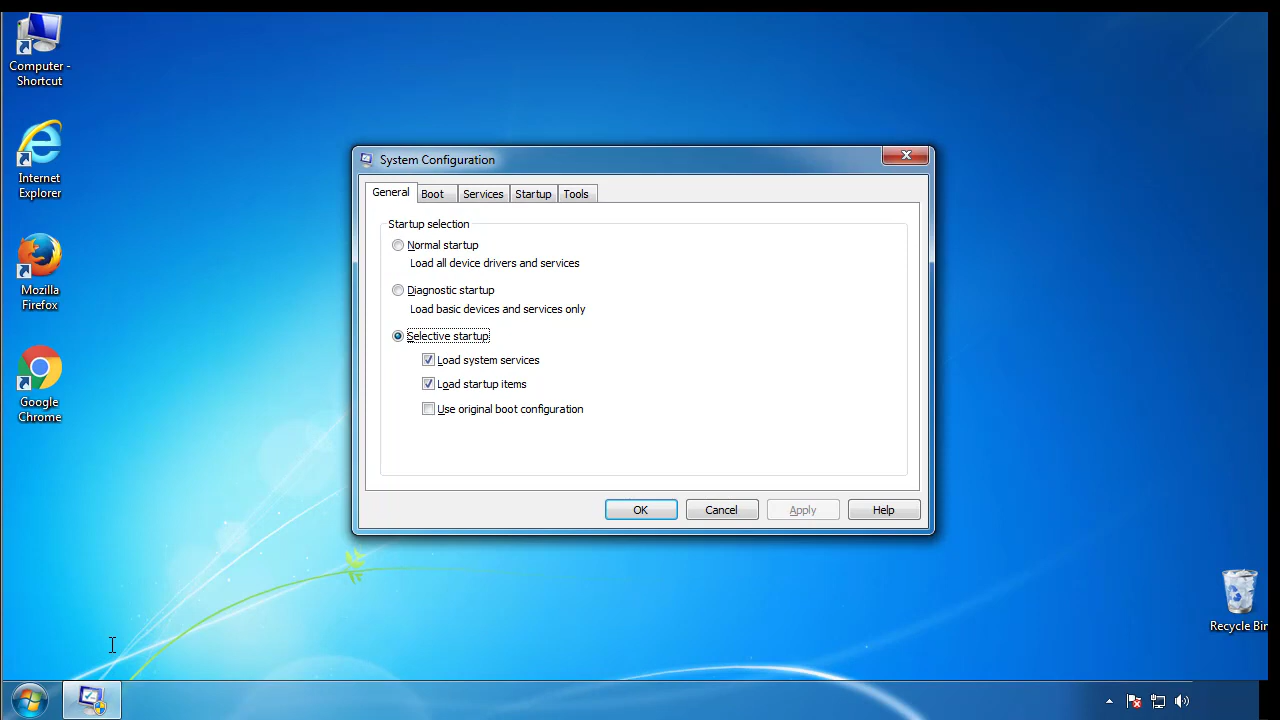 Computer -
Shortcut
Internet
Explorer
Mozilla
Firefox
Google
Chrome
System Configuration
General
Boot
Services
Startup
Tools
Startup selection
Normal startup
Load all device drivers and services
Diagnostic startup
Load basic devices and services only
Selective startup
Load system services
Load startup items
Use original boot configuration
OK
Cancel
Apply
Help
Recycle Bin